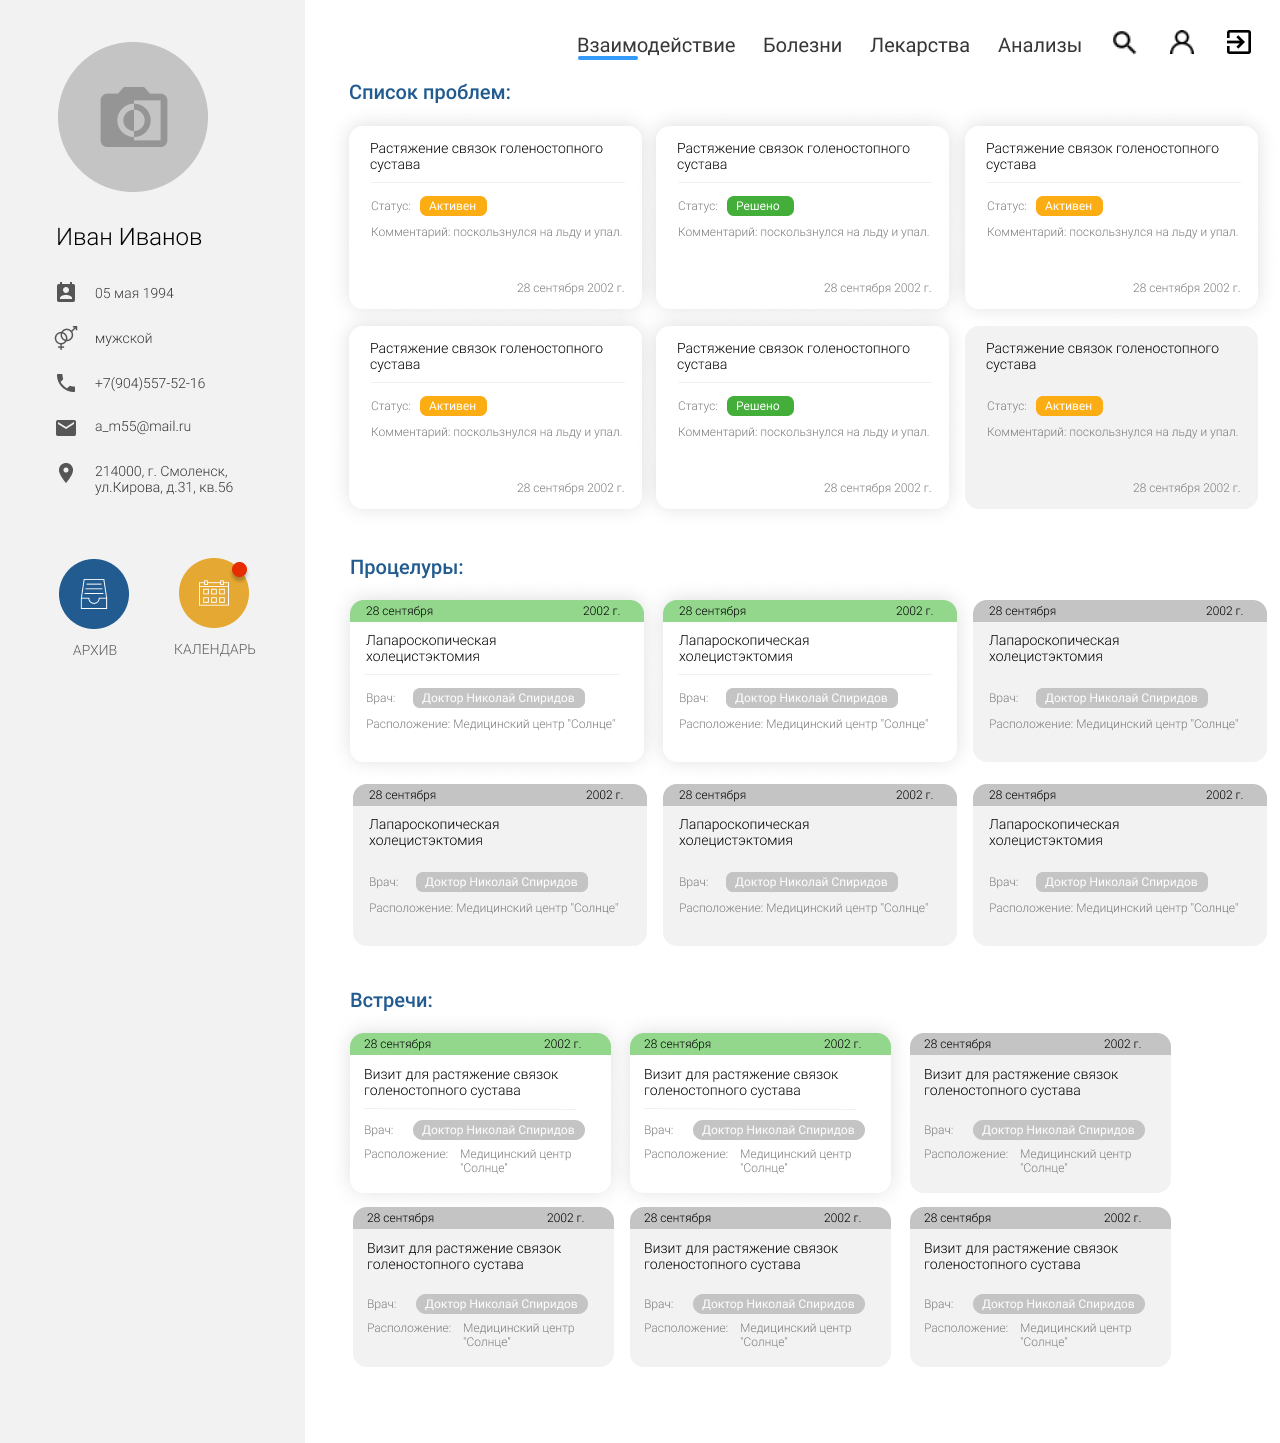 Взаимодействие Болезни Лекарства Анализы
Иван Иванов
05 мая 1994
мужской
+7(904)557-52-16
a_m55@mail.ru
214000, г. Смоленск,
ул.Кирова, д.31, кв.56
АРХИВ
КАЛЕНДАРЬ
Список проблем:
Растяжение связок голеностопного
сустава
Статус: Активен
Комментарий: поскользнулся на льду и упал.
28 сентября 2002 г.
Растяжение связок голеностопного
сустава
Статус: Решено
Комментарий: поскользнулся на льду и упал.
28 сентября 2002 г.
Растяжение связок голеностопного
сустава
Статус: Активен
Комментарий: поскользнулся на льду и упал.
28 сентября 2002 г.
Растяжение связок голеностопного
сустава
Статус: Активен
Комментарий: поскользнулся на льду и упал.
28 сентября 2002 г.
Растяжение связок голеностопного
сустава
Статус: Решено
Комментарий: поскользнулся на льду и упал.
28 сентября 2002 г.
Растяжение связок голеностопного
сустава
Статус: Активен
Комментарий: поскользнулся на льду и упал.
28 сентября 2002 г.
Процелуры:
28 сентября 2002 г.
Лапароскопическая
холецистэктомия
Врач: Доктор Николай Спиридов
Расположение: Медицинский центр "Солнце"
28 сентября 2002 г.
Лапароскопическая
холецистэктомия
Врач: Доктор Николай Спиридов
Расположение: Медицинский центр "Солнце"
28 сентября 2002 г.
Лапароскопическая
холецистэктомия
Врач: Доктор Николай Спиридов
Расположение: Медицинский центр "Солнце"
28 сентября 2002 г.
Лапароскопическая
холецистэктомия
Врач: Доктор Николай Спиридов
Расположение: Медицинский центр "Солнце"
28 сентября 2002 г.
Лапароскопическая
холецистэктомия
Врач: Доктор Николай Спиридов
Расположение: Медицинский центр "Солнце"
28 сентября 2002 г.
Лапароскопическая
холецистэктомия
Врач: Доктор Николай Спиридов
Расположение: Медицинский центр "Солнце"
Встречи:
28 сентября 2002 г.
Визит для растяжение связок
голеностопного сустава
Врач: Доктор Николай Спиридов
Расположение: Медицинский центр
"Солнце"
28 сентября 2002 г.
Визит для растяжение связок
голеностопного сустава
Врач: Доктор Николай Спиридов
Расположение: Медицинский центр
"Солнце"
28 сентября 2002 г.
Визит для растяжение связок
голеностопного сустава
Врач: Доктор Николай Спиридов
Расположение: Медицинский центр
"Солнце"
28 сентября 2002 г.
Визит для растяжение связок
голеностопного сустава
Врач: Доктор Николай Спиридов
Расположение: Медицинский центр
"Солнце"
28 сентября 2002 г.
Визит для растяжение связок
голеностопного сустава
Врач: Доктор Николай Спиридов
Расположение: Медицинский центр
"Солнце"
28 сентября 2002 г.
Визит для растяжение связок
голеностопного сустава
Врач: Доктор Николай Спиридов
Расположение: Медицинский центр
"Солнце"